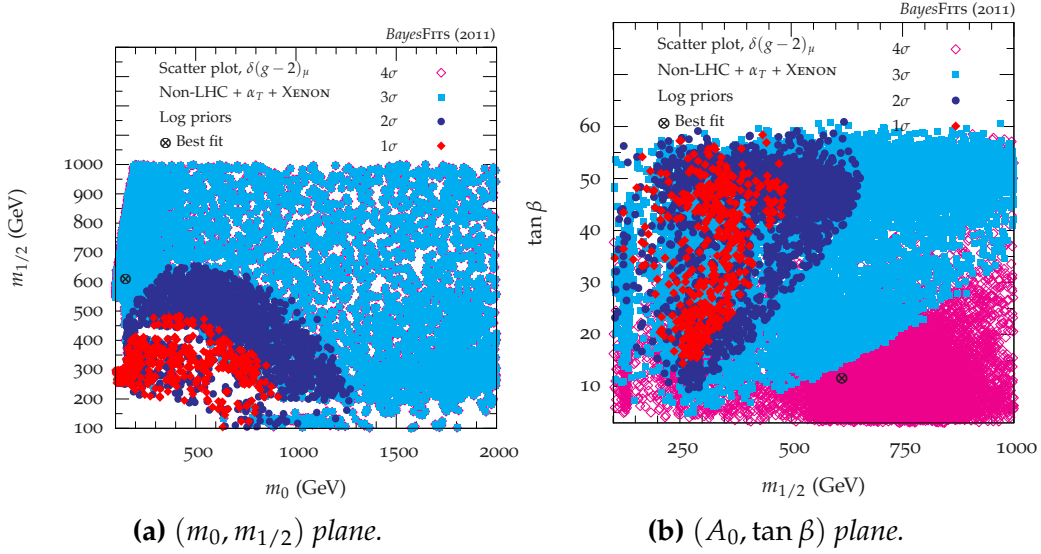 BayesFITS (2011)
Scatter plot, δ(g − 2)μ
Non-LHC + αT + XENON
Log priors
⊗ Best fit
4σ
3σ
2σ
1σ
1000
900
800
700
600
500
400
300
200
100
m1/2 (GeV)
500
1000
1500
2000
m0 (GeV)
(a) (m0, m1/2) plane.
BayesFITS (2011)
Scatter plot, δ(g − 2)μ
Non-LHC + αT + XENON
Log priors
⊗ Best fit
4σ
3σ
2σ
1σ
60
50
40
30
20
10
tan β
250
500
750
1000
m1/2 (GeV)
(b) (A0, tan β) plane.